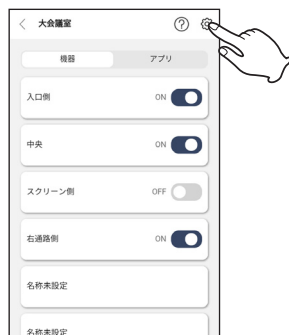 大会議室
機器 アプリ
入口側 ON
中央 ON
スクリーン側 OFF
右通路側 ON
名称未設定
名称未設定